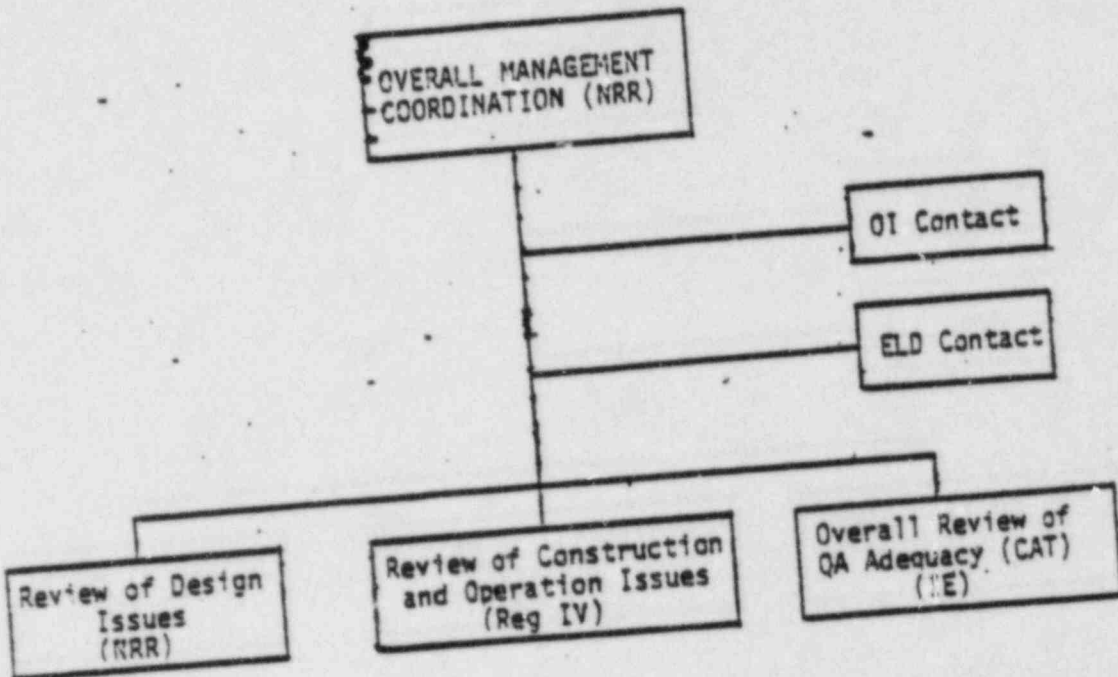 OVERALL MANAGEMENT
COORDINATION (NRR)
OI Contact
ELD Contact
Review of Design
Issues
(NRR)
Review of Construction
and Operation Issues
(Reg IV)
Overall Review of
QA Adequacy (CAT)
(IE)